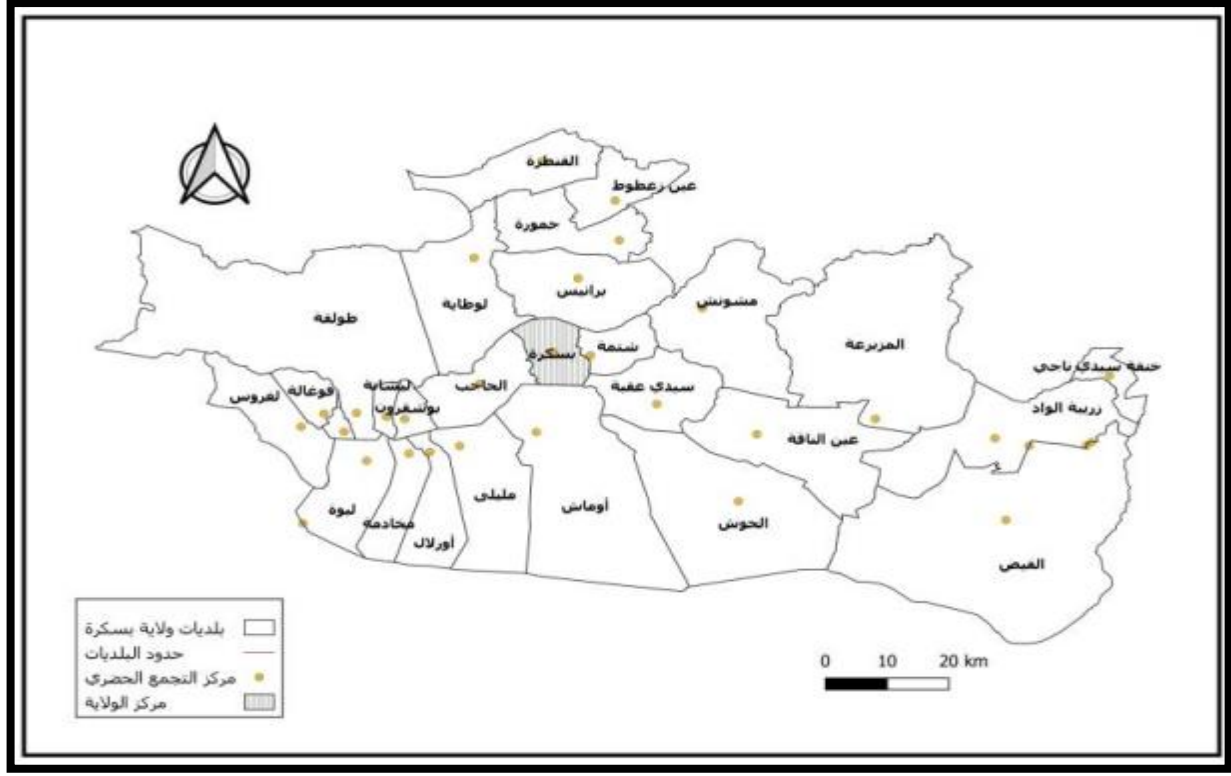 القنطرة
عين زعطوط
جمورة
برانيس
لوطاية
مشونش
طولقة
المزيرعة
شتمة
بسكرة
خنقة سيدي ناجي
سيدي عقبة
الحاجب
ليشانة
فوغالة
لغروس
زريبة الواد
بوشقرون
عين الناقة
مليلي
أوماش
الحوش
ليوة
مخادمة
أورلال
الفيض
بلديات ولاية بسكرة
حدود البلديات
مركز التجمع الحضري
مركز الولاية
0 10 20 km